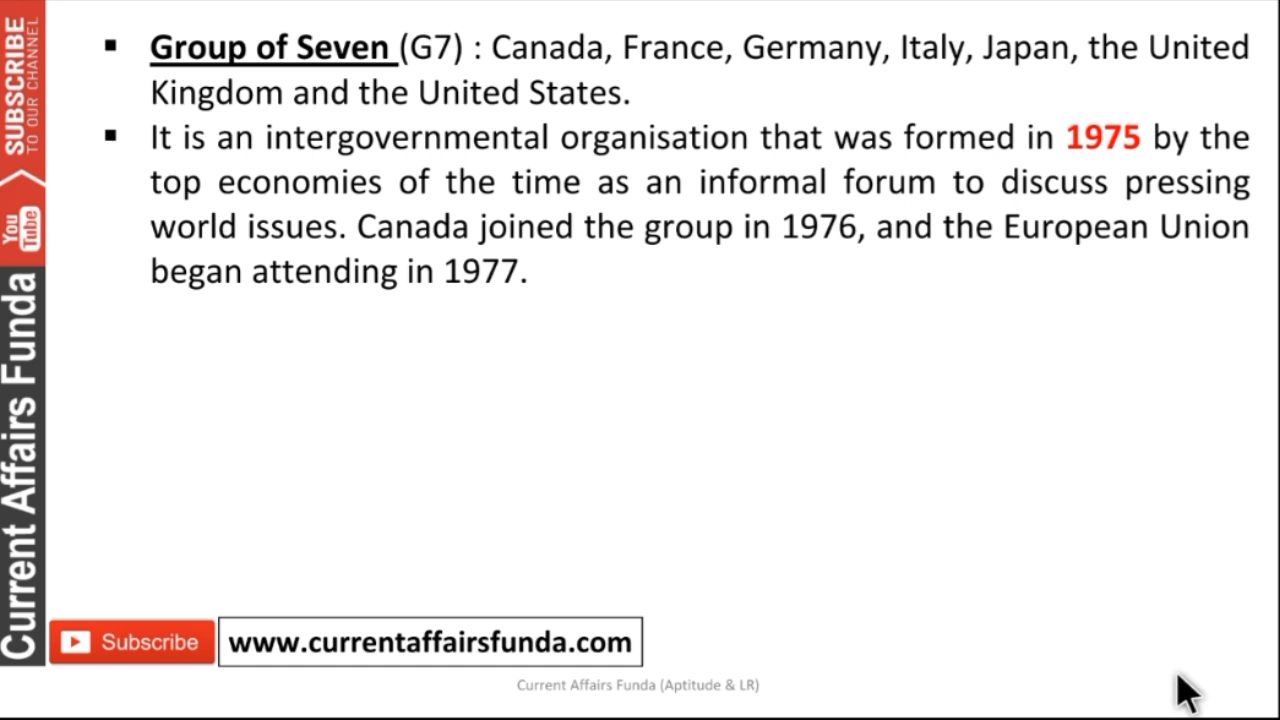 ▪ Group of Seven (G7) : Canada, France, Germany, Italy, Japan, the United
Kingdom and the United States.
▪ It is an intergovernmental organisation that was formed in 1975 by the
top economies of the time as an informal forum to discuss pressing
world issues. Canada joined the group in 1976, and the European Union
began attending in 1977.
SUBSCRIBE
TO OUR CHANNEL
You
Tube
Current Affairs Funda
Subscribe
www.currentaffairsfunda.com
Current Affairs Funda (Aptitude & LR)